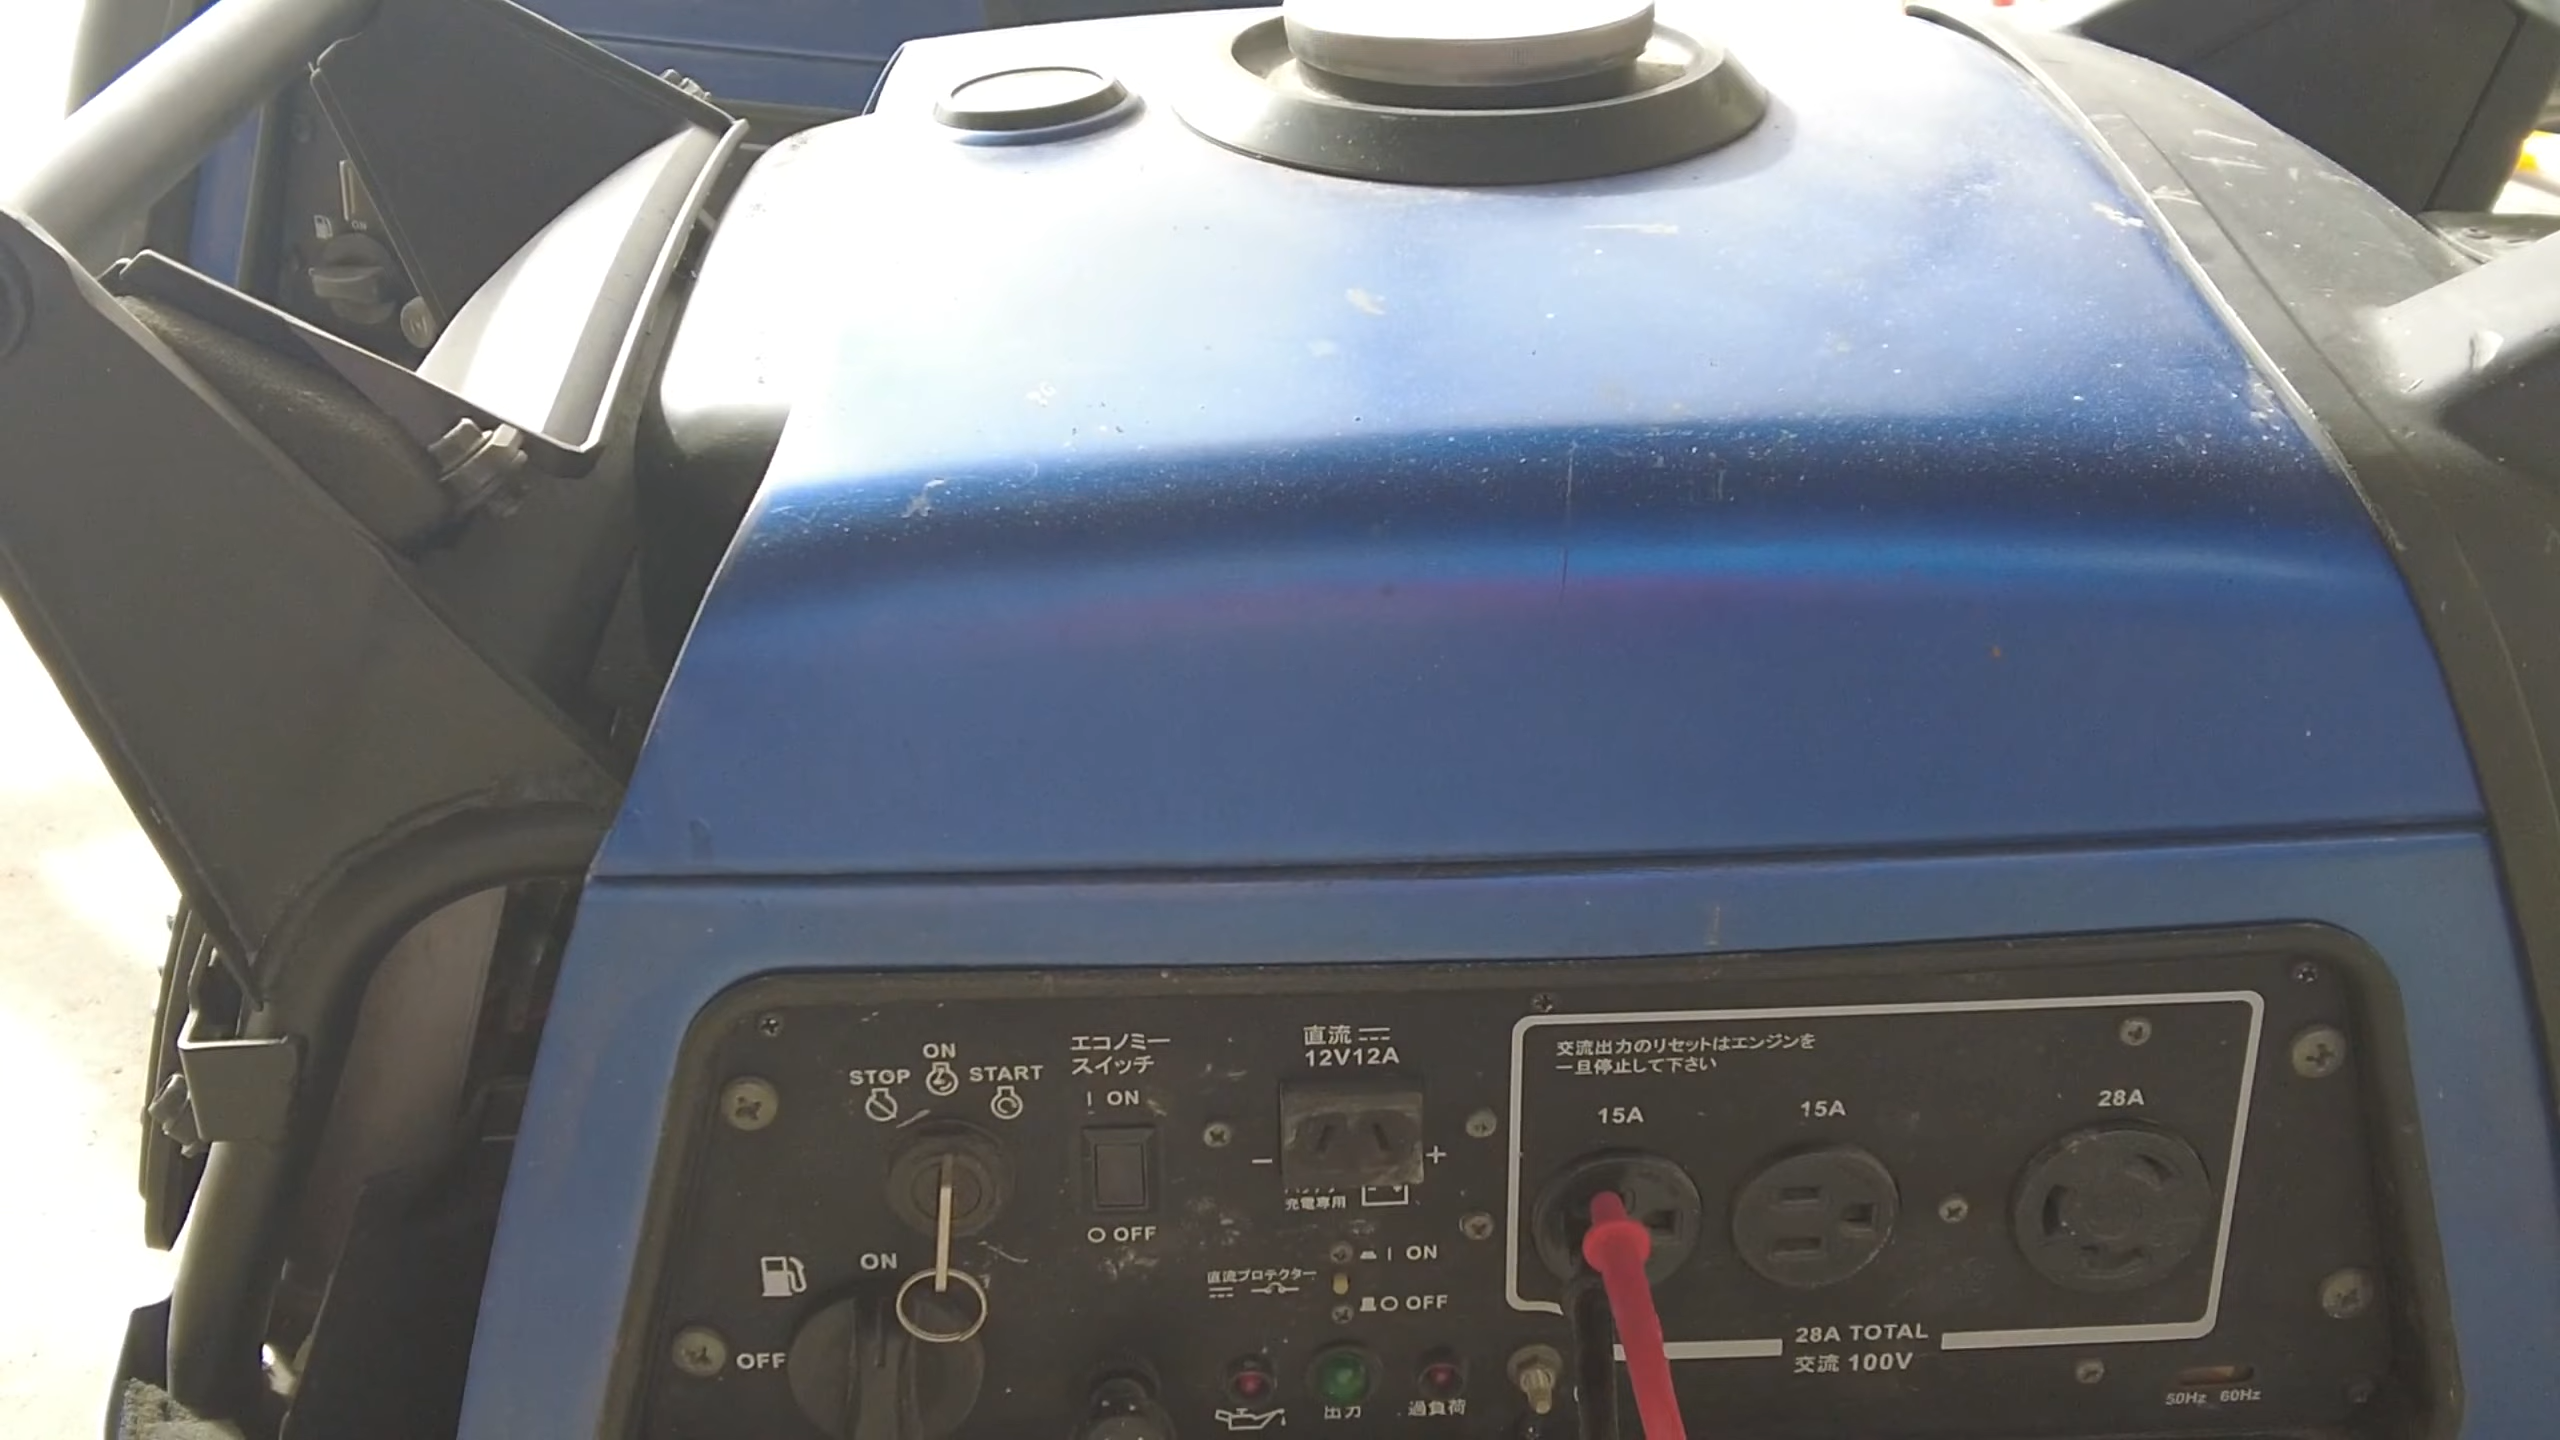 ON
ON
STOP
START
エコノミー
スイッチ
| ON
○ OFF
直流
12V12A
− +
充電専用
直流プロテクター
| ON
○ OFF
交流出力のリセットはエンジンを
一旦停止して下さい
15A
15A
28A
28A TOTAL
交流 100V
ON
OFF
出力
過負荷
50Hz 60Hz